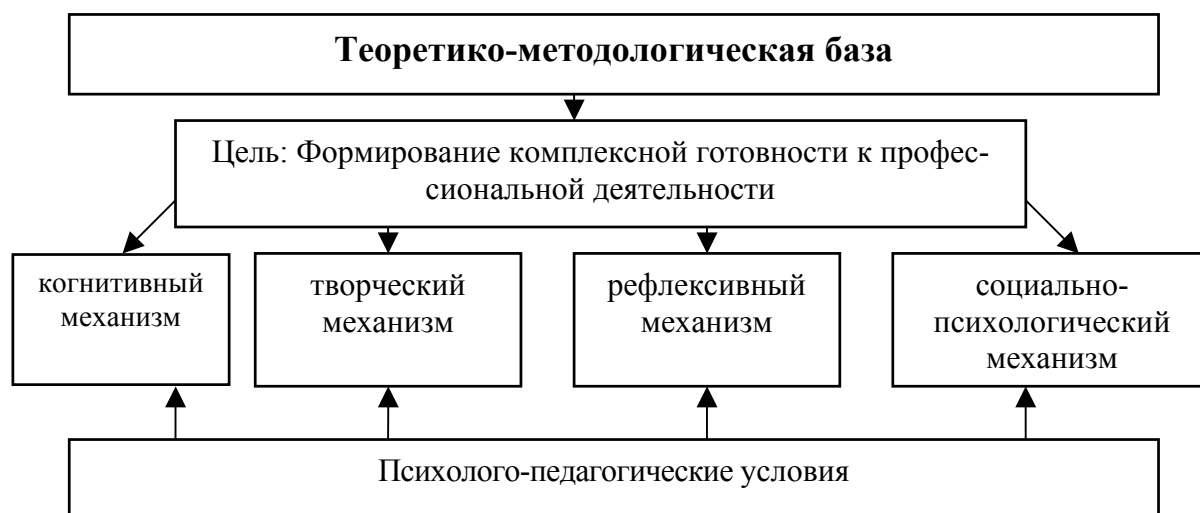 Теоретико-методологическая база
Цель: Формирование комплексной готовности к профес-
сиональной деятельности
когнитивный
механизм
творческий
механизм
рефлексивный
механизм
социально-
психологический
механизм
Психолого-педагогические условия